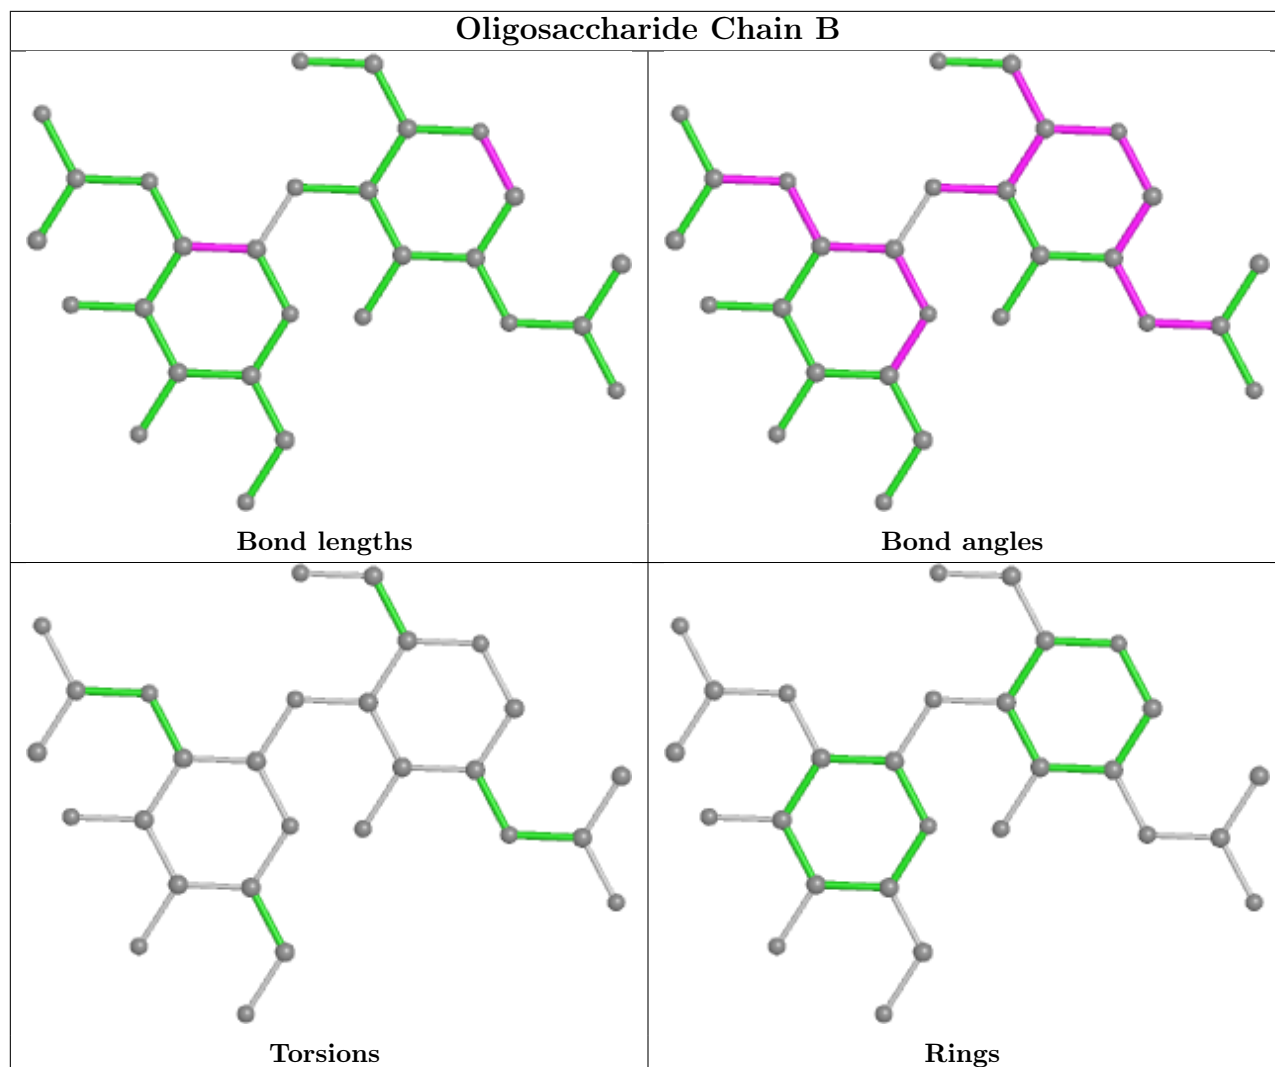 Oligosaccharide Chain B
Bond lengths
Bond angles
Torsions
Rings